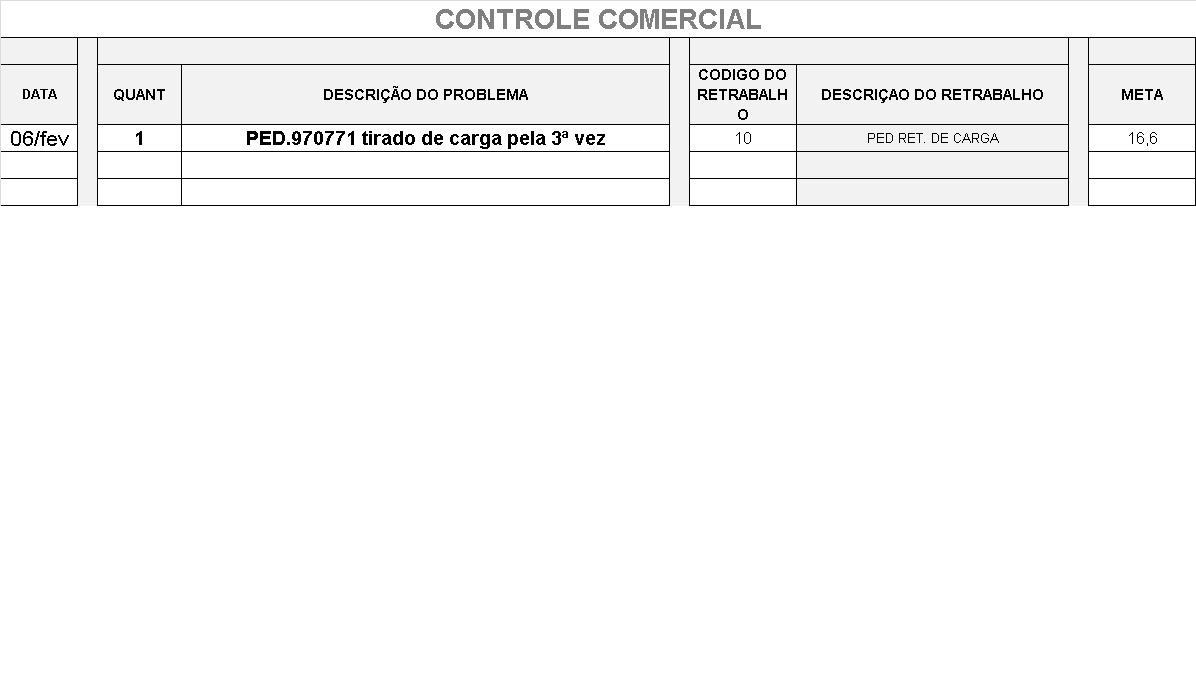 CONTROLE COMERCIAL
DATA QUANT DESCRIÇÃO DO PROBLEMA CODIGO DO RETRABALHO DESCRIÇAO DO RETRABALHO META
06/fev 1 PED.970771 tirado de carga pela 3ª vez 10 PED RET. DE CARGA 16,6